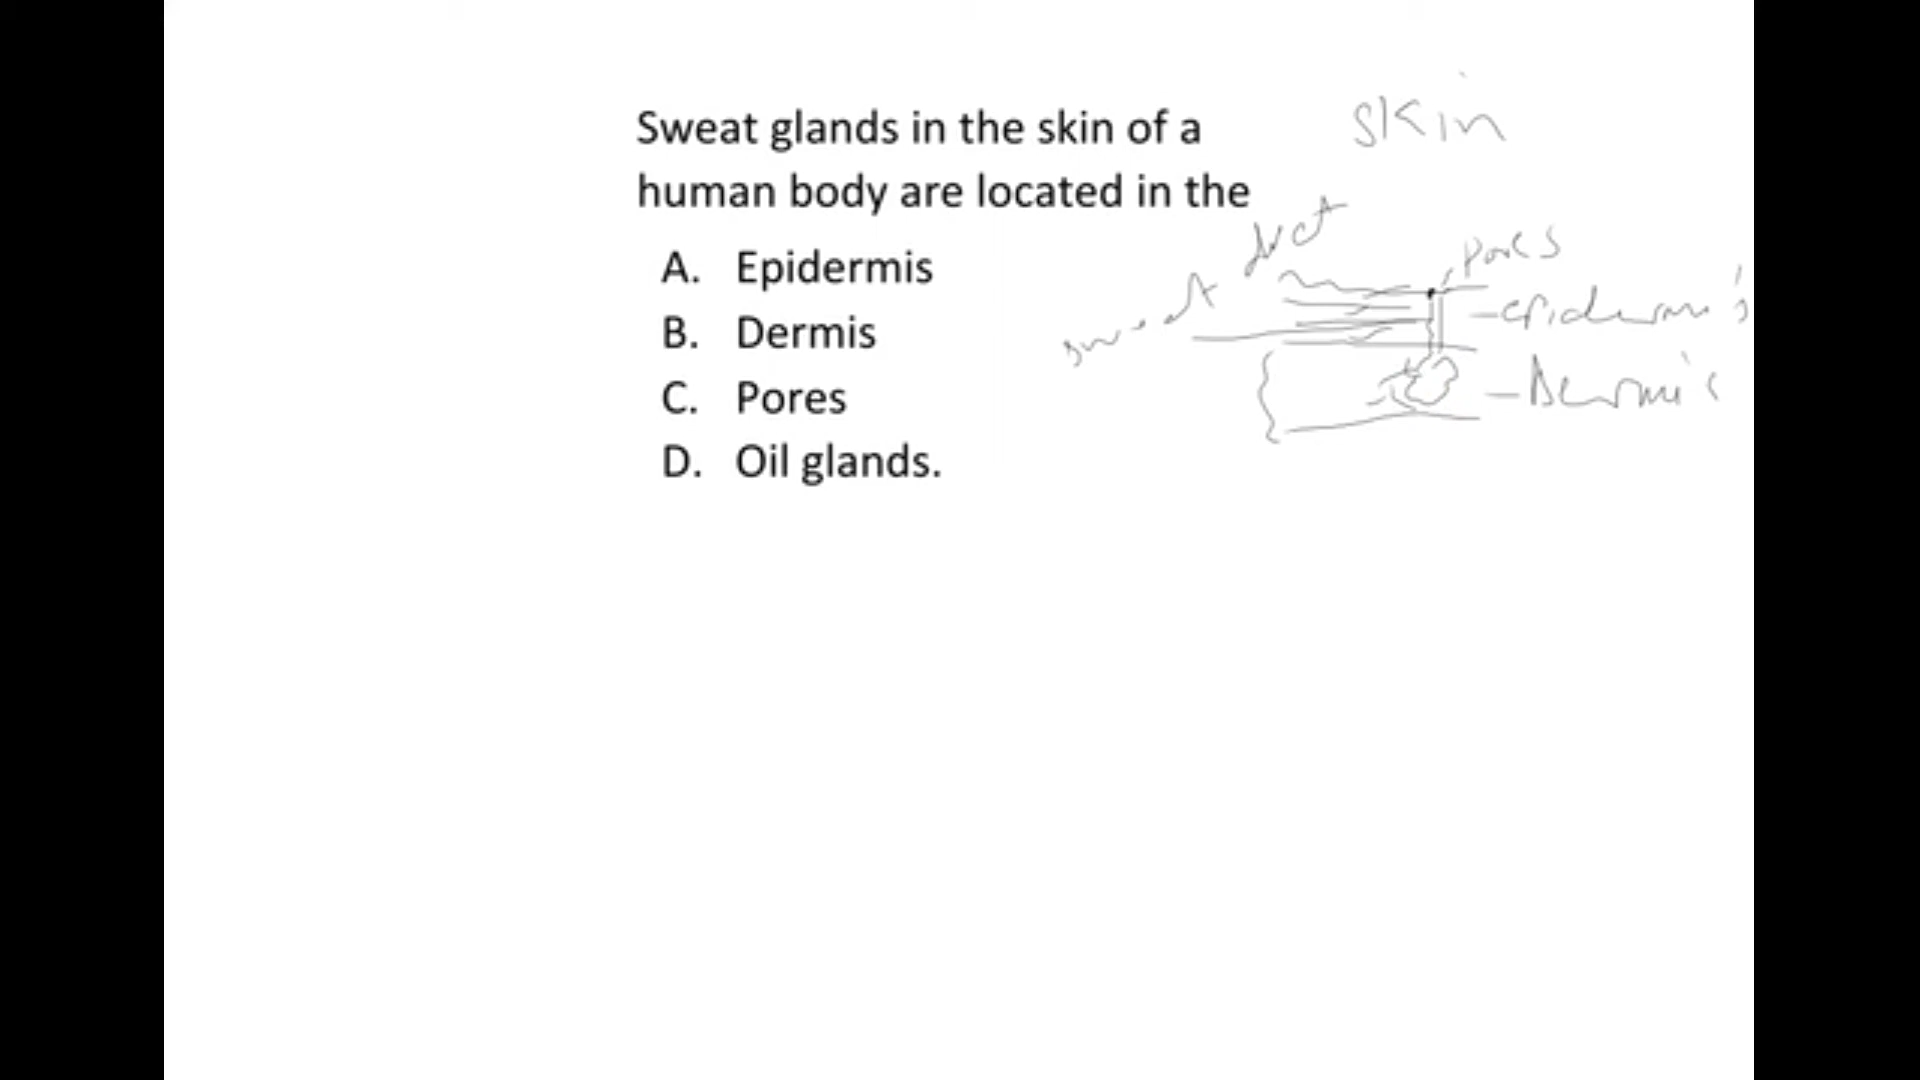 Sweat glands in the skin of a
human body are located in the
A. Epidermis
B. Dermis
C. Pores
D. Oil glands.
skin
sweat duct
pores
-epidermis
-Dermis